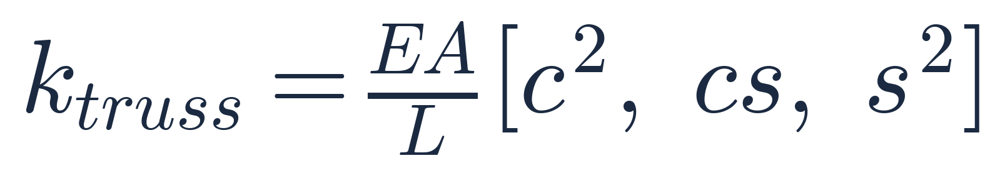 k_{truss} = \frac{EA}{L} [c^2, cs, s^2]